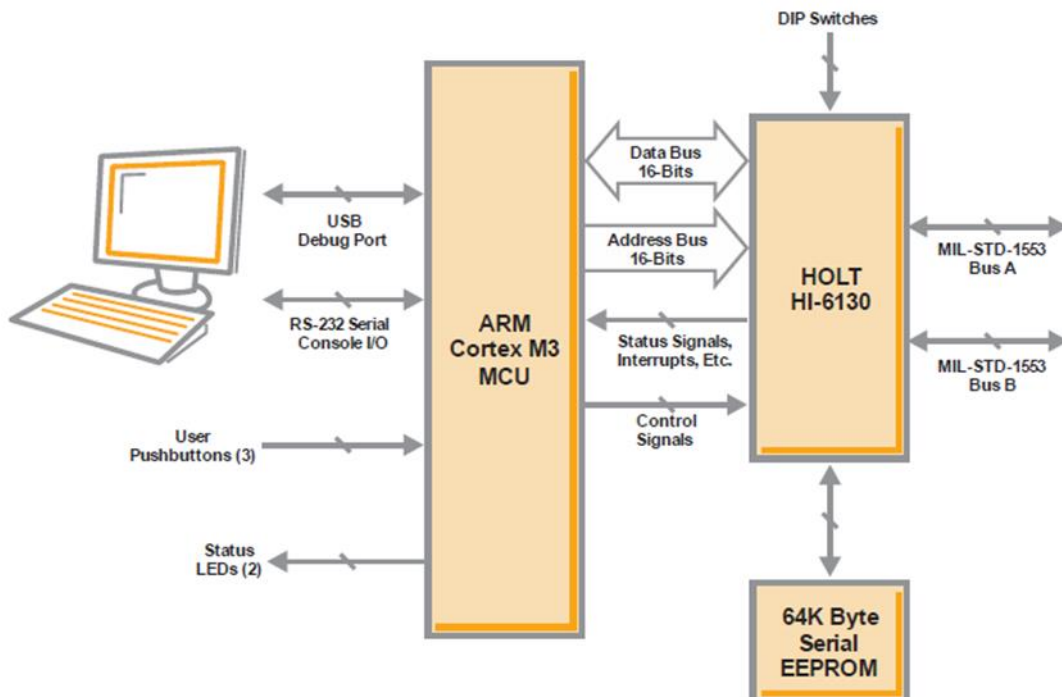 DIP Switches
Data Bus
16-Bits
USB
Debug Port
Address Bus
16-Bits
MIL-STD-1553
Bus A
HOLT
HI-6130
RS-232 Serial
Console I/O
ARM
Cortex M3
MCU
Status Signals,
Interrupts, Etc.
MIL-STD-1553
Bus B
User
Pushbuttons (3)
Control
Signals
Status
LEDs (2)
64K Byte
Serial
EEPROM